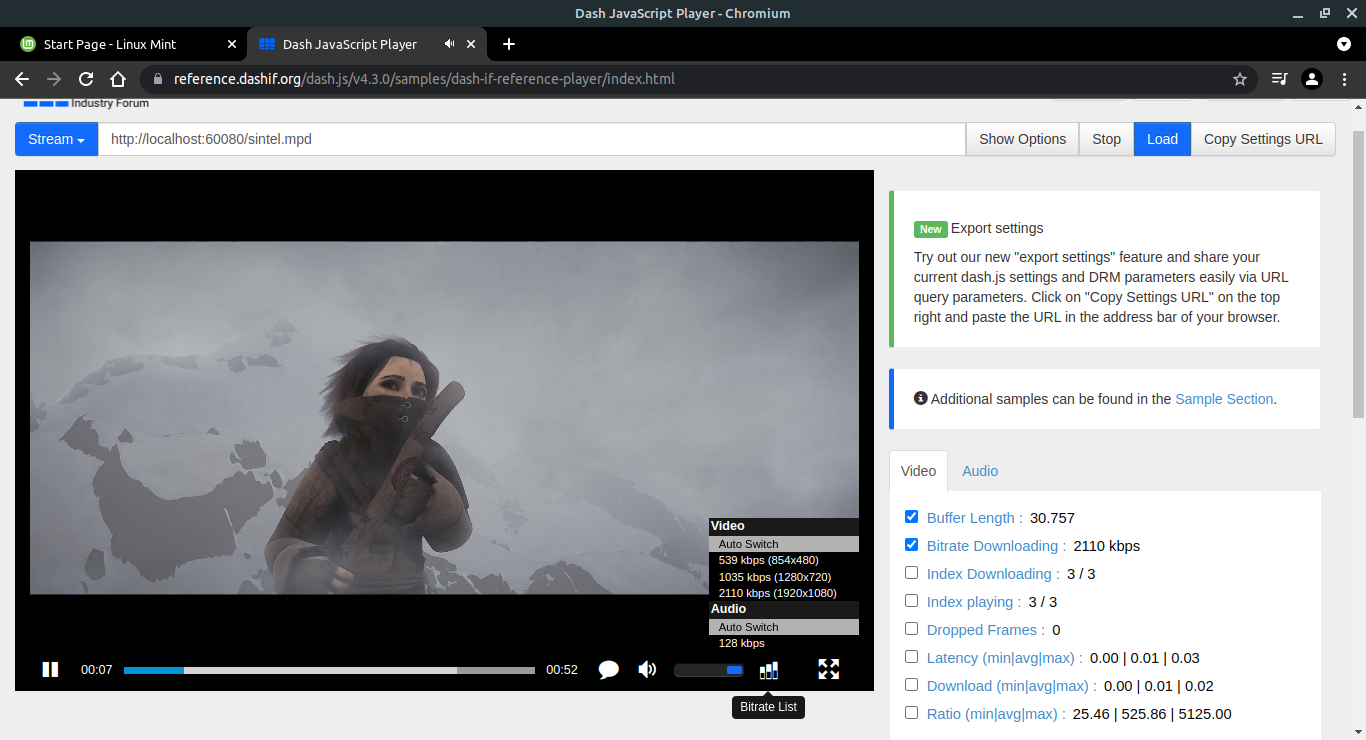 Dash JavaScript Player - Chromium
Start Page - Linux Mint
Dash JavaScript Player
reference.dashif.org/dash.js/v4.3.0/samples/dash-if-reference-player/index.html
Industry Forum
Stream
http://localhost:60080/sintel.mpd
Show Options
Stop
Load
Copy Settings URL
New Export settings
Try out our new "export settings" feature and share your
current dash.js settings and DRM parameters easily via URL
query parameters. Click on "Copy Settings URL" on the top
right and paste the URL in the address bar of your browser.
Additional samples can be found in the Sample Section.
Video
Audio
Buffer Length : 30.757
Bitrate Downloading : 2110 kbps
Index Downloading : 3 / 3
Index playing : 3 / 3
Dropped Frames : 0
Latency (min|avg|max) : 0.00 | 0.01 | 0.03
Download (min|avg|max) : 0.00 | 0.01 | 0.02
Ratio (min|avg|max) : 25.46 | 525.86 | 5125.00
Video
Auto Switch
539 kbps (854x480)
1035 kbps (1280x720)
2110 kbps (1920x1080)
Audio
Auto Switch
128 kbps
00:07
00:52
Bitrate List